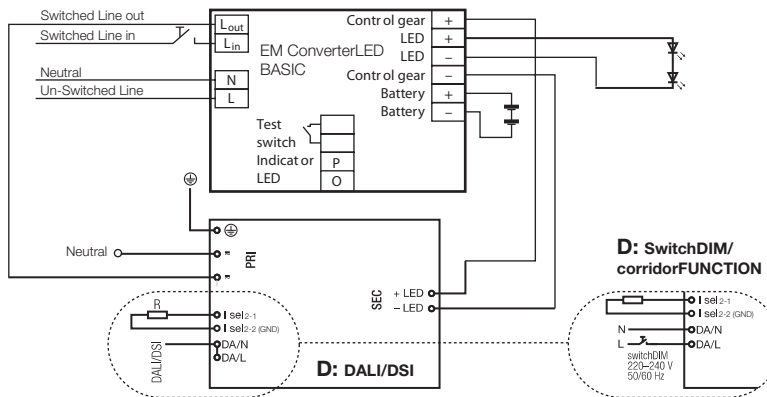 Switched Line out
Switched Line in
Neutral
Un-Switched Line
Lout
Lin
N
L
EM ConverterLED
BASIC
Control gear +
LED +
LED –
Control gear –
Battery +
Battery –
Test
switch
Indicator
LED
P
O
Neutral
PRI
SEC
+ LED
– LED
R
I sel2-1
I sel2-2 (GND)
DA/N
DA/L
DALI/DSI
D: DALI/DSI
D: SwitchDIM/
corridorFUNCTION
I sel2-1
I sel2-2 (GND)
N DA/N
L DA/L
switchDIM
220–240 V
50/60 Hz